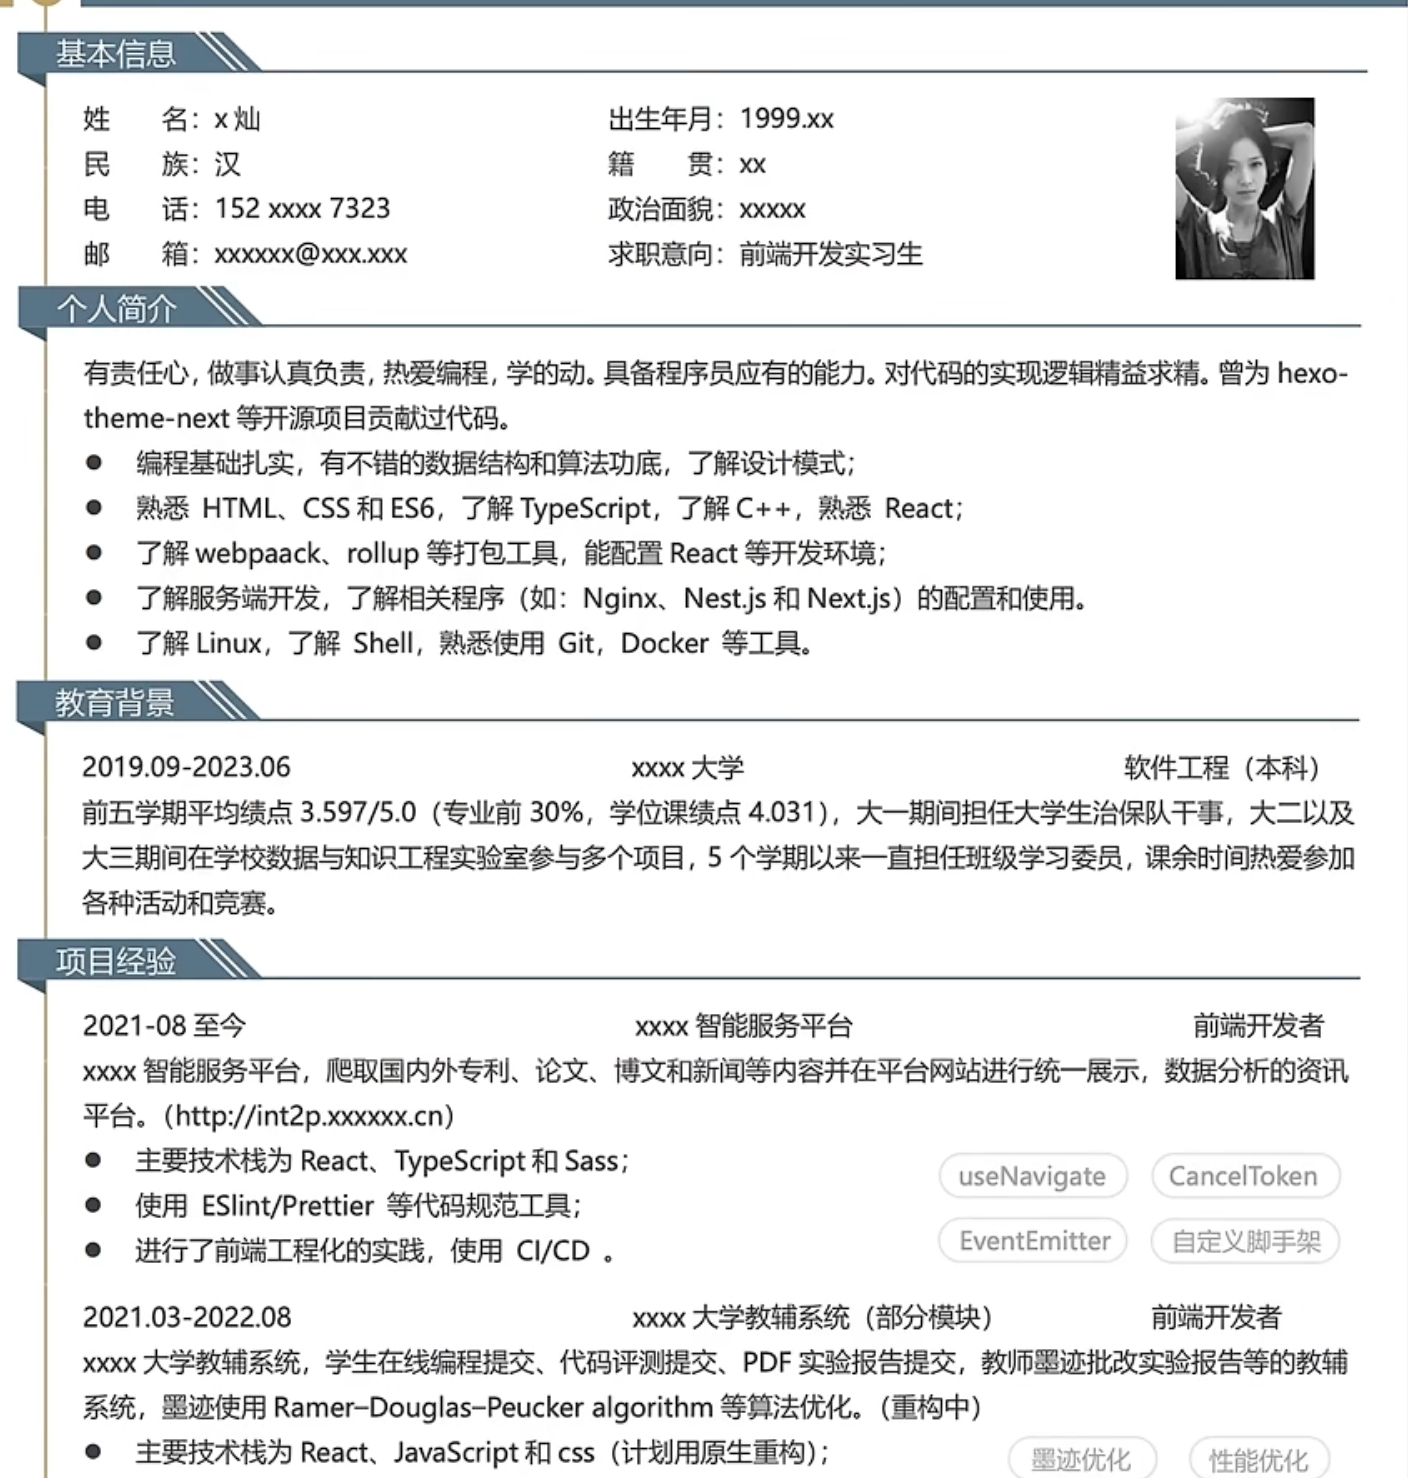 基本信息
姓 名：x 灿 出生年月：1999.xx
民 族：汉 籍 贯：xx
电 话：152 xxxx 7323 政治面貌：xxxxx
邮 箱：xxxxxx@xxx.xxx 求职意向：前端开发实习生
个人简介
有责任心，做事认真负责，热爱编程，学的动。具备程序员应有的能力。对代码的实现逻辑精益求精。曾为 hexo-
theme-next 等开源项目贡献过代码。
● 编程基础扎实，有不错的数据结构和算法功底，了解设计模式；
● 熟悉 HTML、CSS 和 ES6，了解 TypeScript，了解 C++，熟悉 React；
● 了解 webpaack、rollup 等打包工具，能配置 React 等开发环境；
● 了解服务端开发，了解相关程序（如：Nginx、Nest.js 和 Next.js）的配置和使用。
● 了解 Linux，了解 Shell，熟悉使用 Git，Docker 等工具。
教育背景
2019.09-2023.06 xxxx 大学 软件工程（本科）
前五学期平均绩点 3.597/5.0（专业前 30%，学位课绩点 4.031），大一期间担任大学生治保队干事，大二以及
大三期间在学校数据与知识工程实验室参与多个项目，5 个学期以来一直担任班级学习委员，课余时间热爱参加
各种活动和竞赛。
项目经验
2021-08 至今 xxxx 智能服务平台 前端开发者
xxxx 智能服务平台，爬取国内外专利、论文、博文和新闻等内容并在平台网站进行统一展示，数据分析的资讯
平台。（http://int2p.xxxxxx.cn）
● 主要技术栈为 React、TypeScript 和 Sass；
useNavigate CancelToken
● 使用 ESlint/Prettier 等代码规范工具；
● 进行了前端工程化的实践，使用 CI/CD 。
EventEmitter 自定义脚手架
2021.03-2022.08 xxxx 大学教辅系统（部分模块） 前端开发者
xxxx 大学教辅系统，学生在线编程提交、代码评测提交、PDF 实验报告提交，教师墨迹批改实验报告等的教辅
系统，墨迹使用 Ramer–Douglas–Peucker algorithm 等算法优化。（重构中）
● 主要技术栈为 React、JavaScript 和 css（计划用原生重构）；
墨迹优化 性能优化